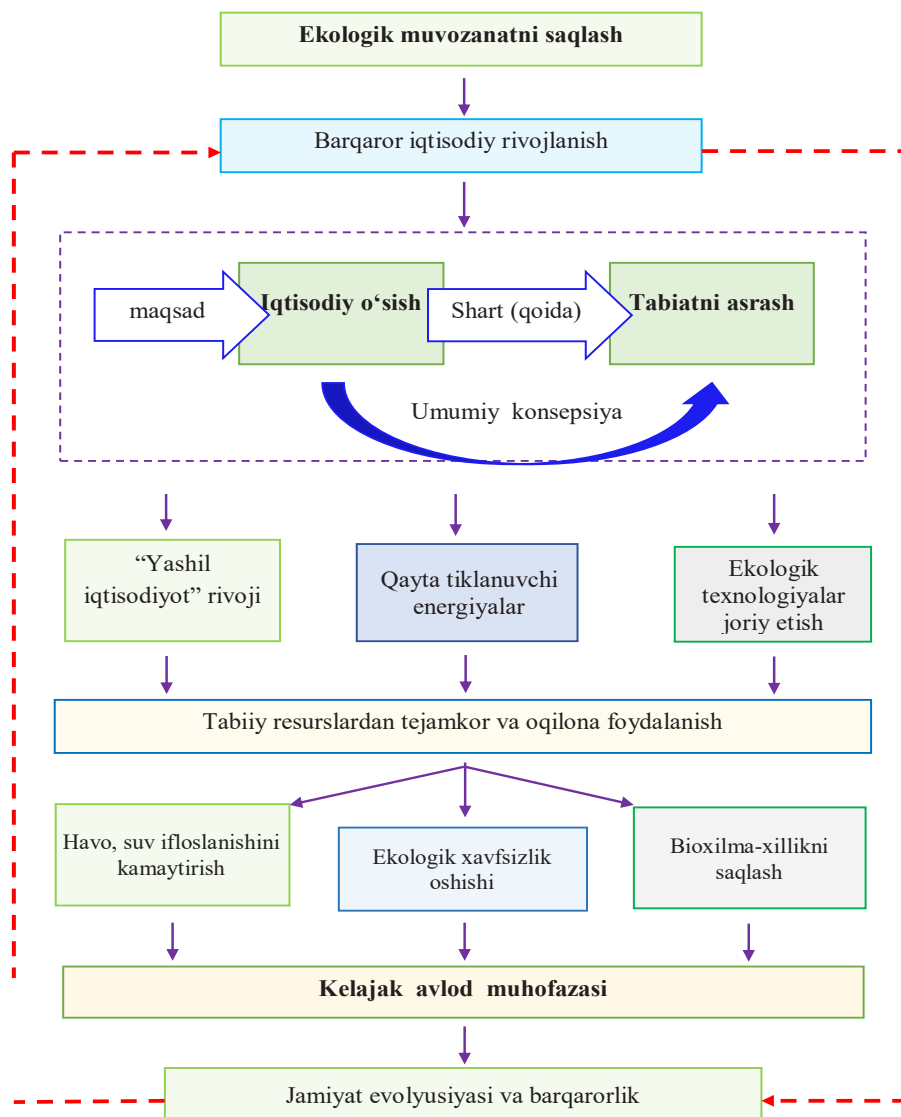 Ekologik muvozanatni saqlash
Barqaror iqtisodiy rivojlanish
maqsad
Iqtisodiy o‘sish
Shart (qoida)
Tabiatni asrash
Umumiy konsepsiya
“Yashil
iqtisodiyot” rivoji
Qayta tiklanuvchi
energiyalar
Ekologik
texnologiyalar
joriy etish
Tabiiy resurslardan tejamkor va oqilona foydalanish
Havo, suv ifloslanishini
kamaytirish
Ekologik xavfsizlik
oshishi
Bioxilma-xillikni
saqlash
Kelajak avlod muhofazasi
Jamiyat evolyusiyasi va barqarorlik